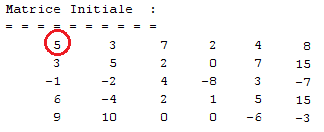 Matrice Initiale :
= = = = = = = = = =
5 3 7 2 4 8
3 5 2 0 7 15
-1 -2 4 -8 3 -7
6 -4 2 1 5 15
9 10 0 0 -6 -3